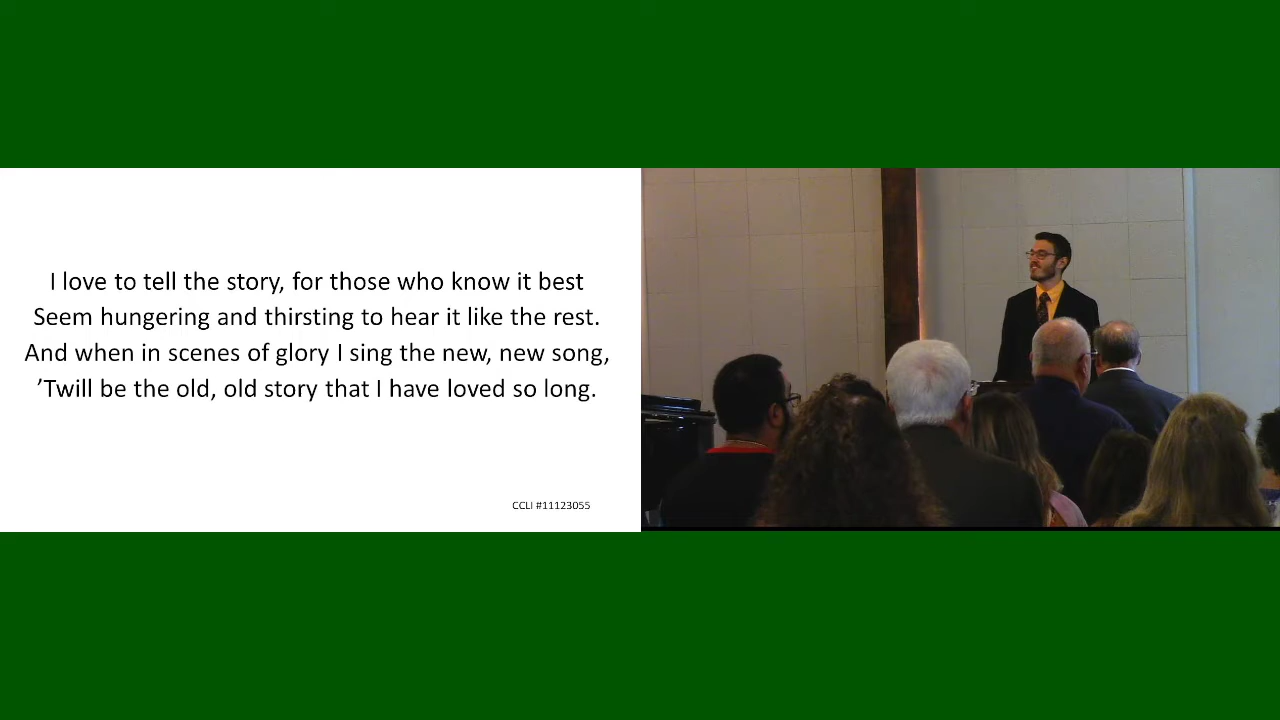 I love to tell the story, for those who know it best
Seem hungering and thirsting to hear it like the rest.
And when in scenes of glory I sing the new, new song,
’Twill be the old, old story that I have loved so long.
CCLI #11123055